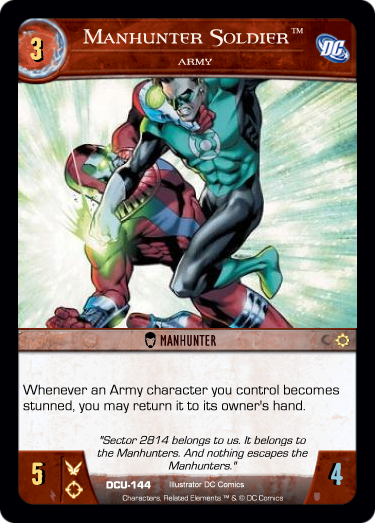 3
MANHUNTER SOLDIER™
DC
ARMY
MANHUNTER
Whenever an Army character you control becomes
stunned, you may return it to its owner's hand.
"Sector 2814 belongs to us. It belongs to
the Manhunters. And nothing escapes the
Manhunters."
5
DCU-144 Illustrator DC Comics
4
Characters, Related Elements ™ & © DC Comics